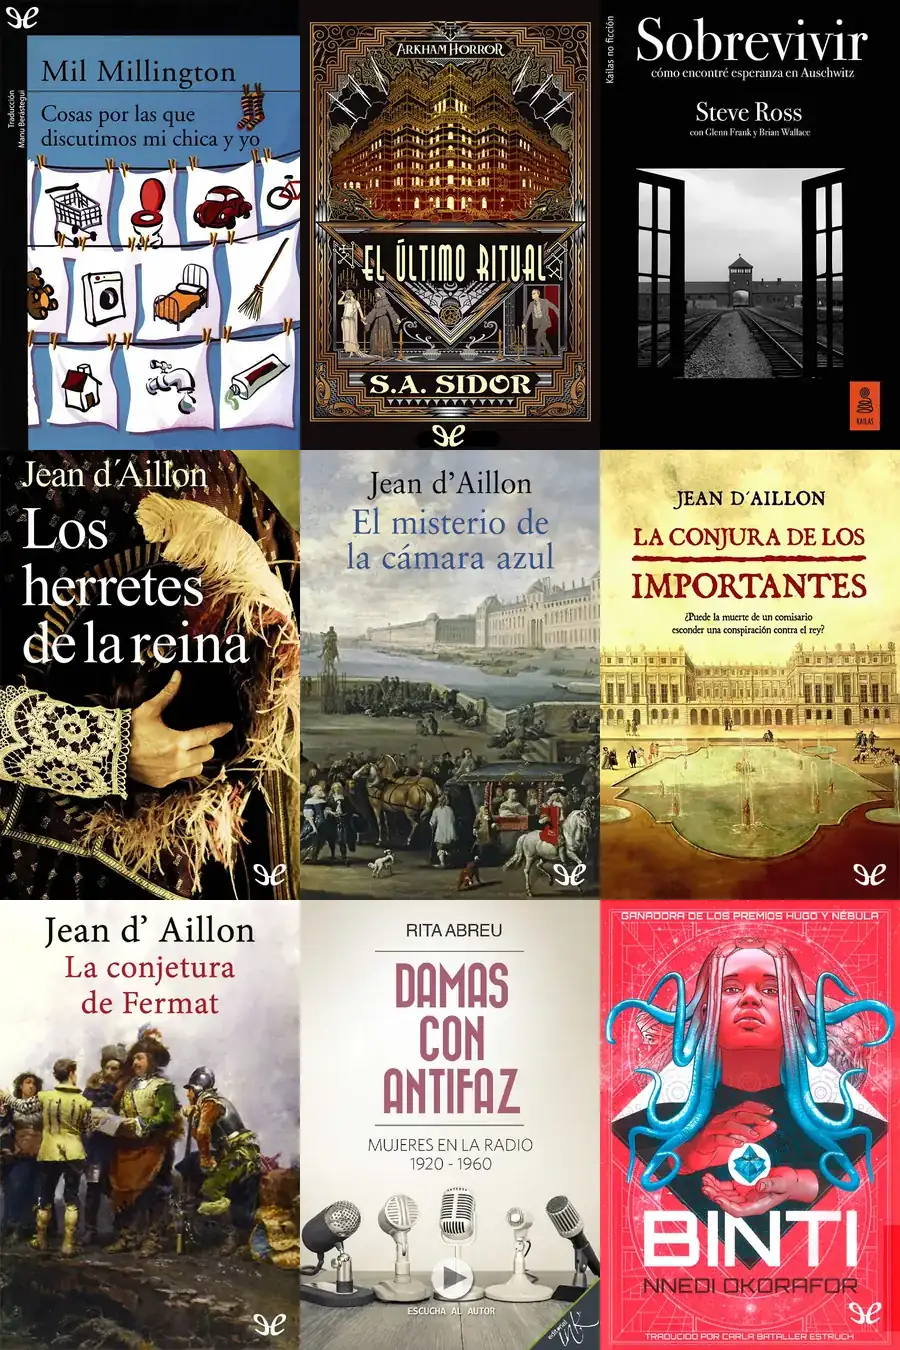 Mil Millington
Cosas por las que
discutimos mi chica y yo
Traducción
Manu Berástegui
ARKHAM HORROR
EL ÚLTIMO RITUAL
S.A. SIDOR
Kailas no ficción
Sobrevivir
cómo encontré esperanza en Auschwitz
Steve Ross
con Glenn Frank y Brian Wallace
KAILAS
Jean d´Aillon
Los
herretes
de la reina
Jean d’Aillon
El misterio de
la cámara azul
JEAN D´AILLON
LA CONJURA DE LOS
IMPORTANTES
¿Puede la muerte de un comisario
esconder una conspiración contra el rey?
Jean d’ Aillon
La conjetura
de Fermat
RITA ABREU
DAMAS
CON
ANTIFAZ
MUJERES EN LA RADIO
1920 - 1960
ESCUCHA AL AUTOR
editorial
INK
GANADORA DE LOS PREMIOS HUGO Y NÉBULA
BINTI
NNEDI OKORAFOR
TRADUCIDO POR CARLA BATALLER ESTRUCH